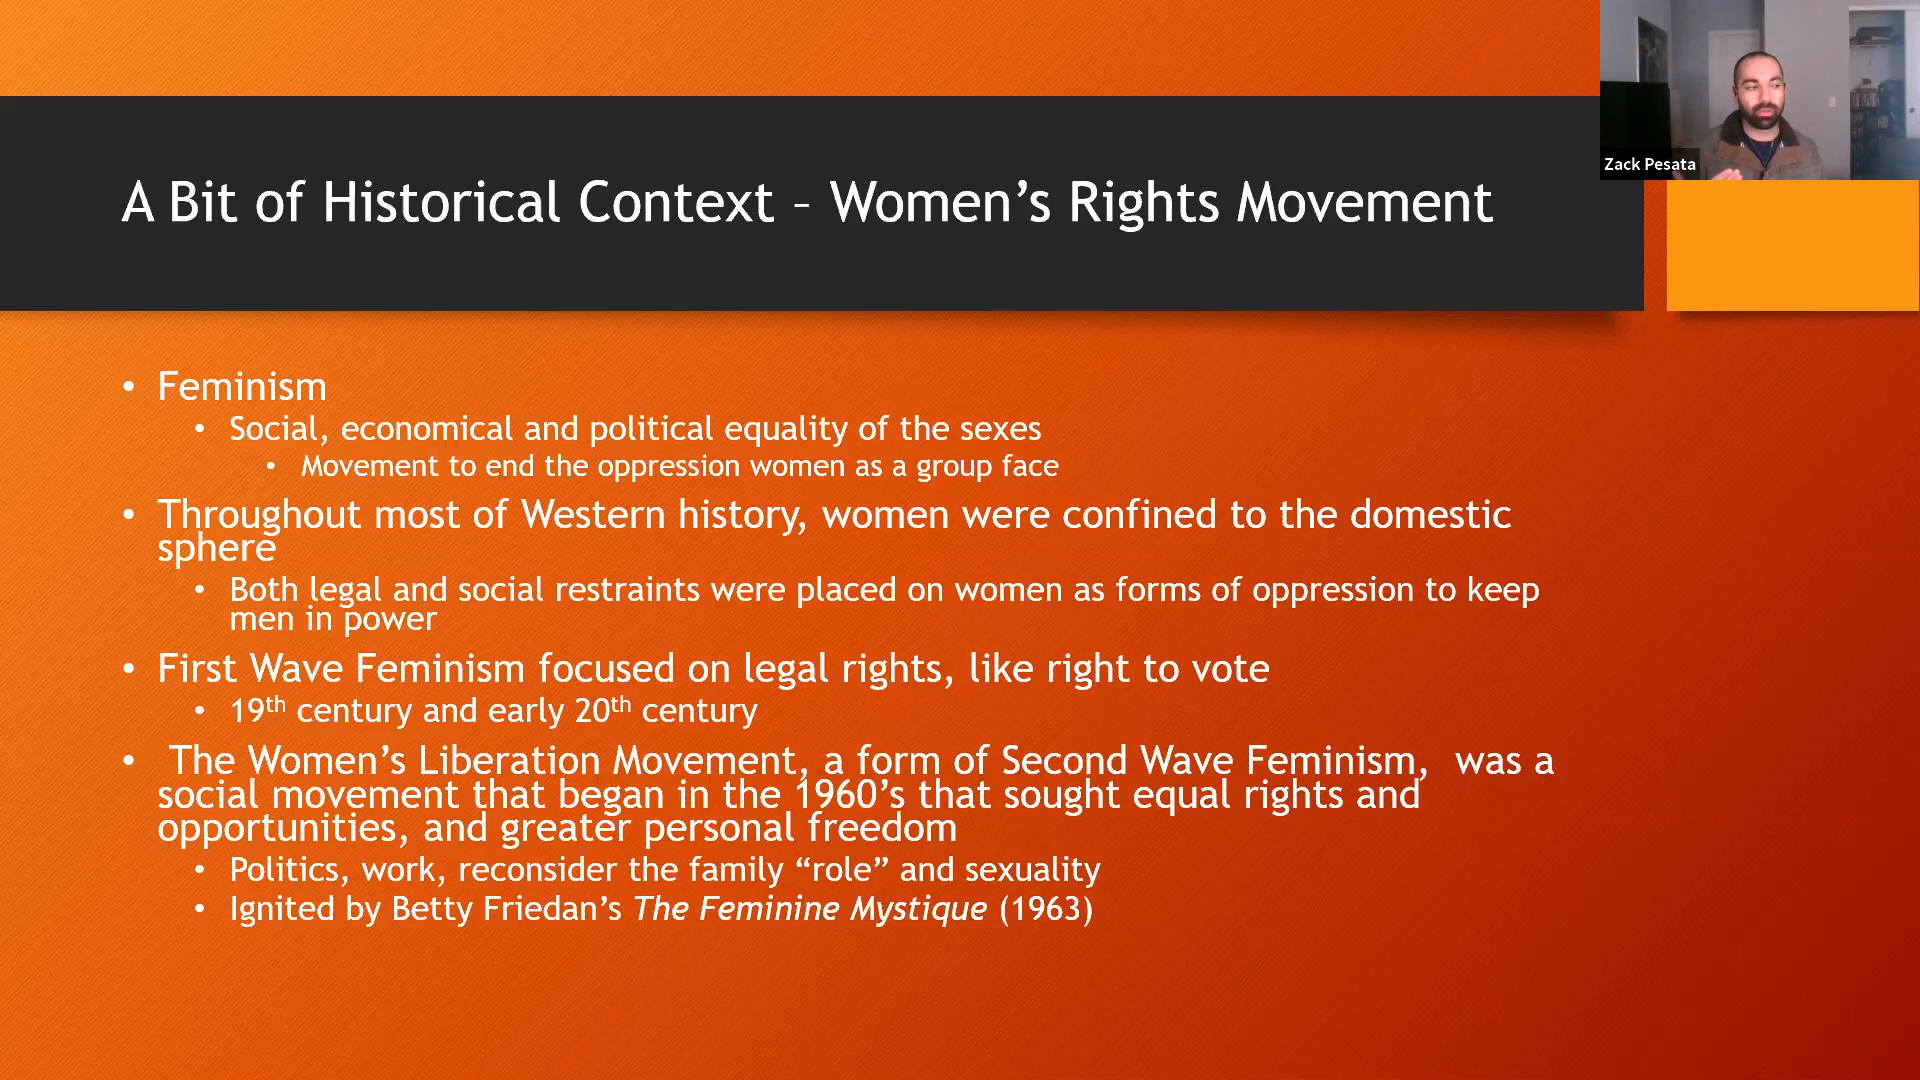 Zack Pesata
A Bit of Historical Context – Women’s Rights Movement
• Feminism
• Social, economical and political equality of the sexes
• Movement to end the oppression women as a group face
• Throughout most of Western history, women were confined to the domestic
sphere
• Both legal and social restraints were placed on women as forms of oppression to keep
men in power
• First Wave Feminism focused on legal rights, like right to vote
• 19th century and early 20th century
• The Women’s Liberation Movement, a form of Second Wave Feminism,  was a
social movement that began in the 1960’s that sought equal rights and
opportunities, and greater personal freedom
• Politics, work, reconsider the family “role” and sexuality
• Ignited by Betty Friedan’s The Feminine Mystique (1963)